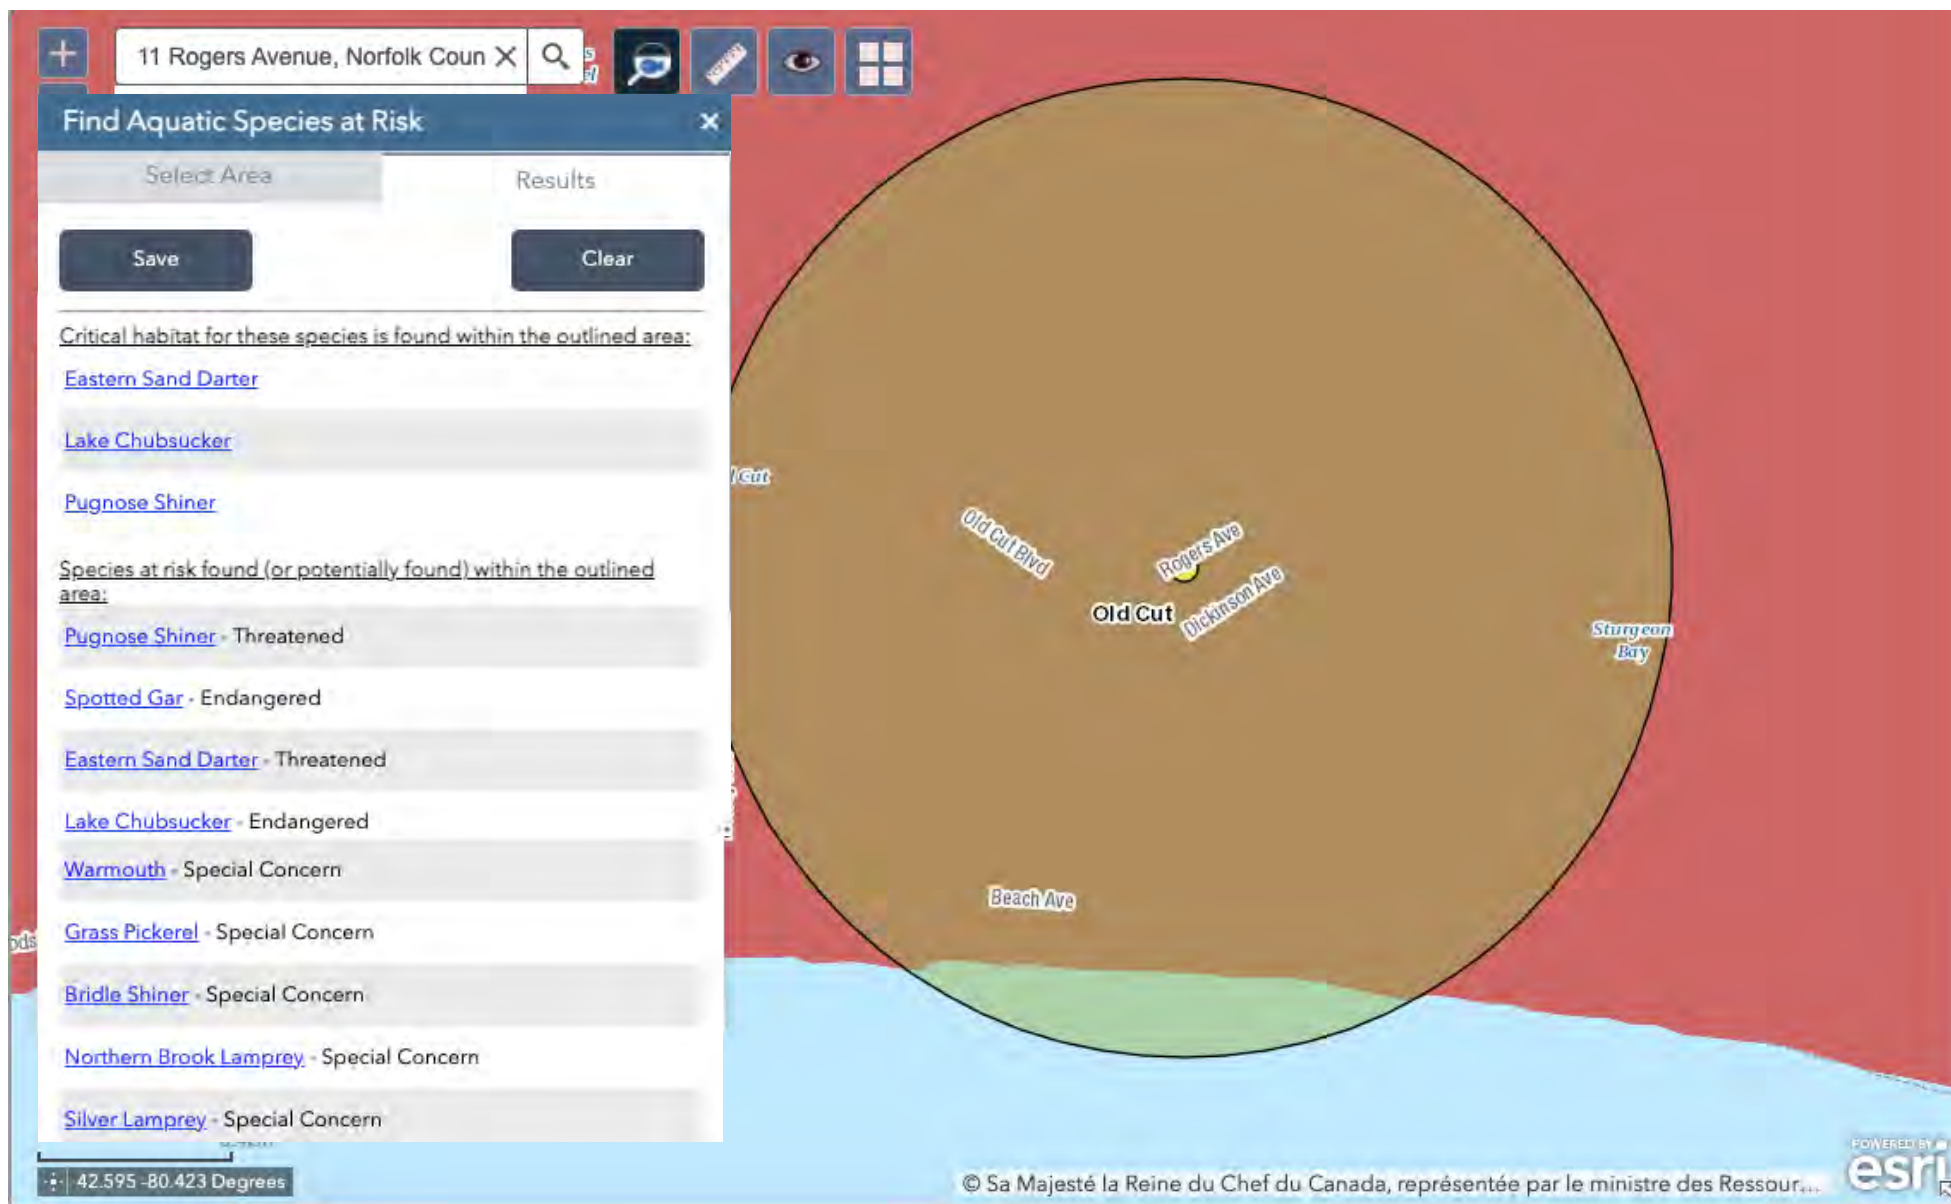 11 Rogers Avenue, Norfolk Coun
Find Aquatic Species at Risk
Select Area
Results
Save
Clear
Critical habitat for these species is found within the outlined area:
Eastern Sand Darter
Lake Chubsucker
Pugnose Shiner
Species at risk found (or potentially found) within the outlined
area:
Pugnose Shiner - Threatened
Spotted Gar - Endangered
Eastern Sand Darter - Threatened
Lake Chubsucker - Endangered
Warmouth - Special Concern
Grass Pickerel - Special Concern
Bridle Shiner - Special Concern
Northern Brook Lamprey - Special Concern
Silver Lamprey - Special Concern
Cut
Old Cut Blvd
Rogers Ave
Dickinson Ave
Old Cut
Sturgeon
Bay
Beach Ave
42.595 -80.423 Degrees
© Sa Majesté la Reine du Chef du Canada, représentée par le ministre des Ressour...
POWERED BY
esri